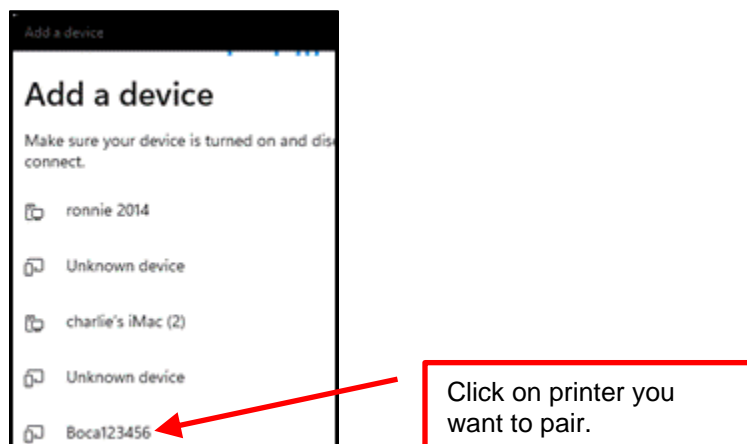 Add a device
Add a device
Make sure your device is turned on and dis
connect.
ronnie 2014
Unknown device
charlie's iMac (2)
Unknown device
Boca123456
Click on printer you
want to pair.